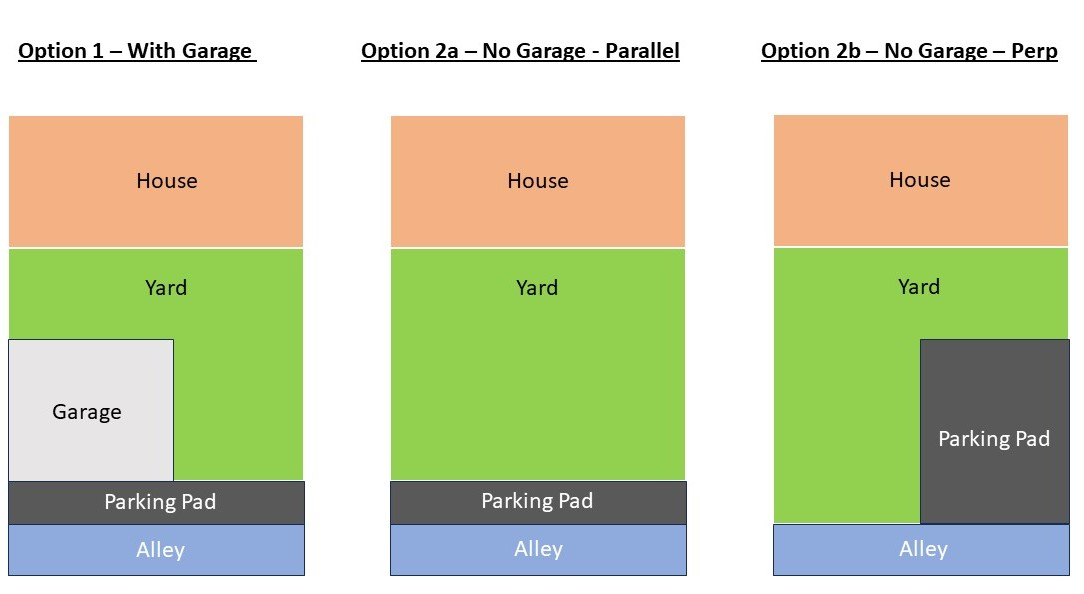 Option 1 – With Garage
Option 2a – No Garage - Parallel
Option 2b – No Garage – Perp
House
House
House
Yard
Yard
Yard
Garage
Parking Pad
Parking Pad
Parking Pad
Alley
Alley
Alley